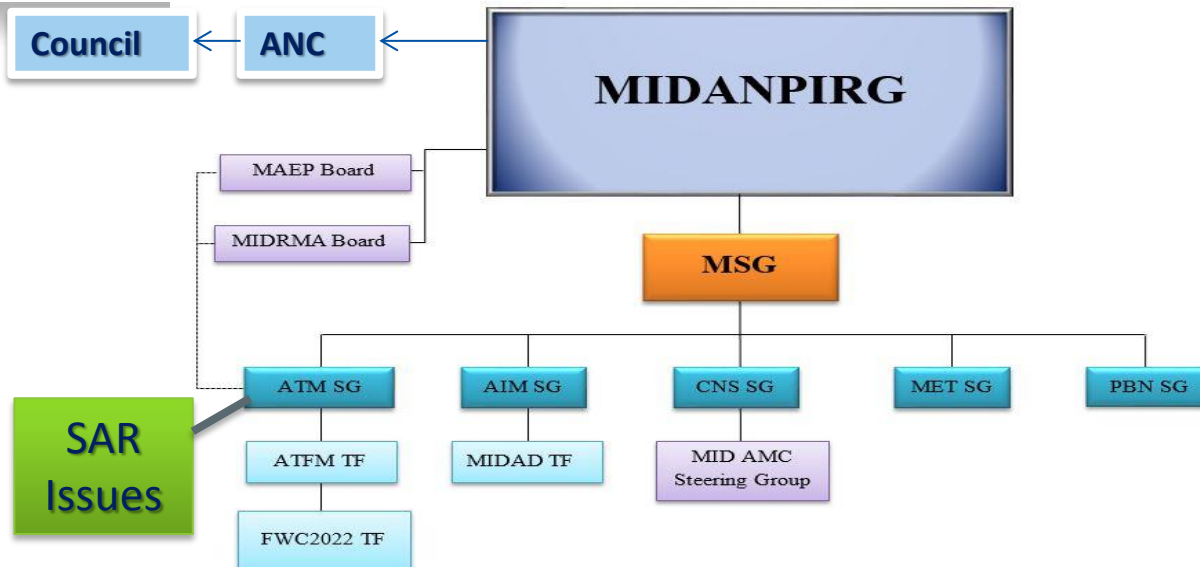 Council
ANC
MIDANPIRG
MAEP Board
MIDRMA Board
MSG
ATM SG
AIM SG
CNS SG
MET SG
PBN SG
SAR
Issues
ATFM TF
MIDAD TF
MID AMC
Steering Group
FWC2022 TF